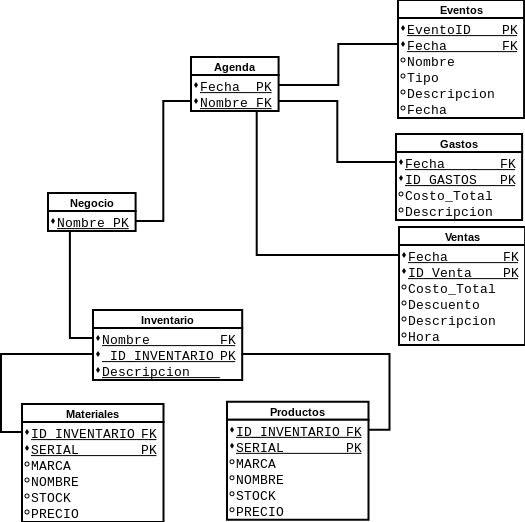 Eventos
EventoID PK
Fecha FK
Nombre
Tipo
Descripcion
Fecha
Agenda
Fecha PK
Nombre FK
Gastos
Fecha FK
ID_GASTOS PK
Costo_Total
Descripcion
Negocio
Nombre PK
Ventas
Fecha FK
ID_Venta PK
Costo_Total
Descuento
Descripcion
Hora
Inventario
Nombre FK
ID_INVENTARIO PK
Descripcion
Materiales
ID_INVENTARIO FK
SERIAL PK
MARCA
NOMBRE
STOCK
PRECIO
Productos
ID_INVENTARIO FK
SERIAL PK
MARCA
NOMBRE
STOCK
PRECIO